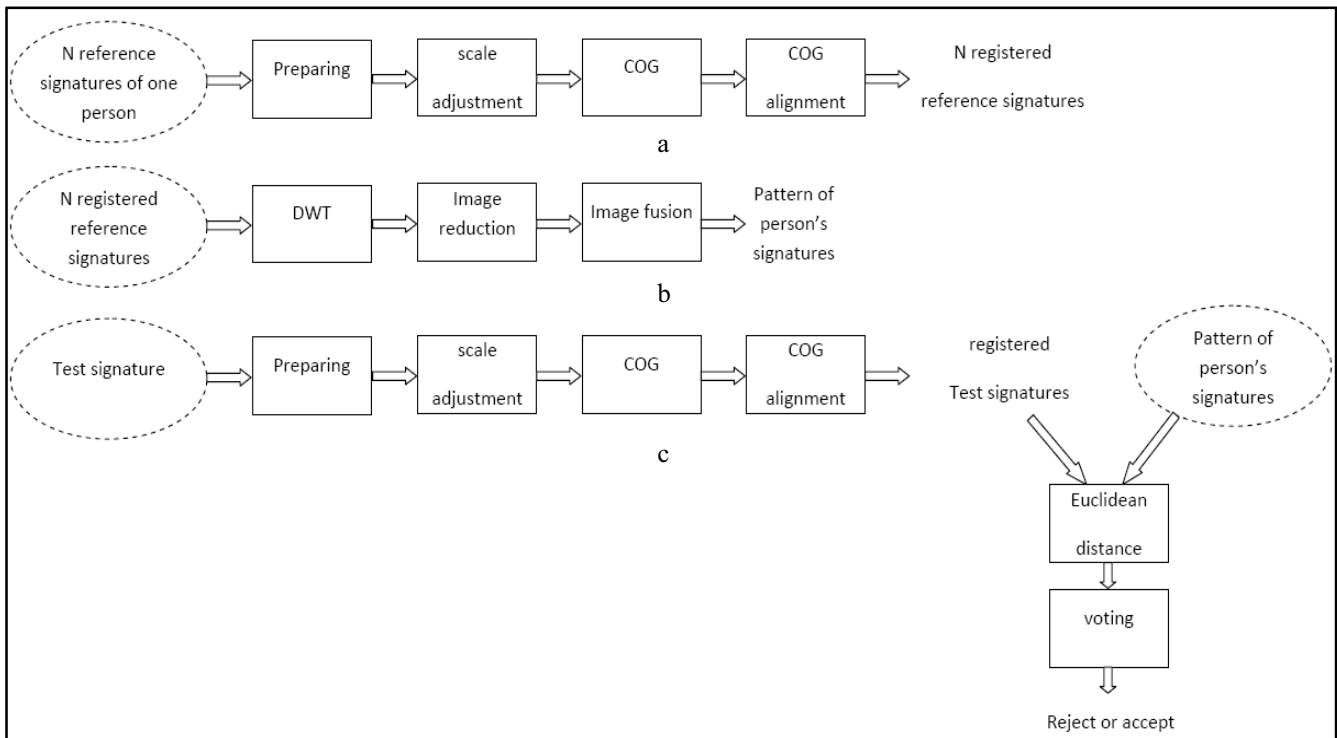 N reference
signatures of one
person
Preparing
scale
adjustment
COG
COG
alignment
N registered
reference signatures
a
N registered
reference
signatures
DWT
Image
reduction
Image fusion
Pattern of
person's
signatures
b
Test signature
Preparing
scale
adjustment
COG
COG
alignment
registered
Test signatures
Pattern of
person's
signatures
c
Euclidean
distance
voting
Reject or accept